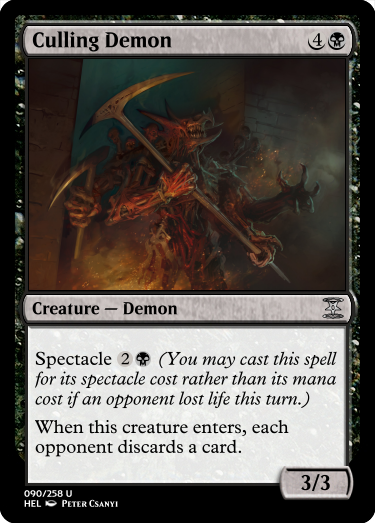 Culling Demon 4
Creature — Demon
Spectacle 2 (You may cast this spell
for its spectacle cost rather than its mana
cost if an opponent lost life this turn.)
When this creature enters, each
opponent discards a card.
3/3
090/258 U
HEL Peter Csanyi